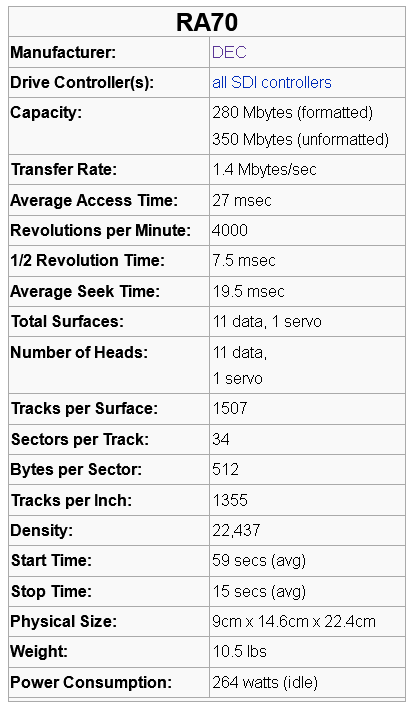 RA70
Manufacturer: DEC
Drive Controller(s): all SDI controllers
Capacity: 280 Mbytes (formatted)
350 Mbytes (unformatted)
Transfer Rate: 1.4 Mbytes/sec
Average Access Time: 27 msec
Revolutions per Minute: 4000
1/2 Revolution Time: 7.5 msec
Average Seek Time: 19.5 msec
Total Surfaces: 11 data, 1 servo
Number of Heads: 11 data,
1 servo
Tracks per Surface: 1507
Sectors per Track: 34
Bytes per Sector: 512
Tracks per Inch: 1355
Density: 22,437
Start Time: 59 secs (avg)
Stop Time: 15 secs (avg)
Physical Size: 9cm x 14.6cm x 22.4cm
Weight: 10.5 lbs
Power Consumption: 264 watts (idle)